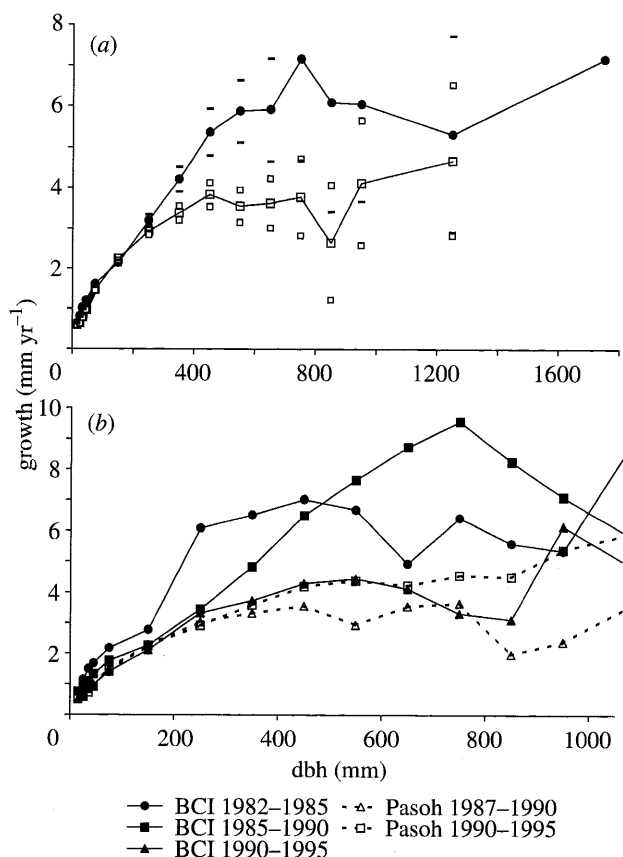 8
(a)
6
4
2
0
400
800
1200
1600
growth (mm yr⁻¹)
10
(b)
8
6
4
2
0
200
400
600
800
1000
dbh (mm)
BCI 1982–1985
BCI 1985–1990
BCI 1990–1995
Pasoh 1987–1990
Pasoh 1990–1995